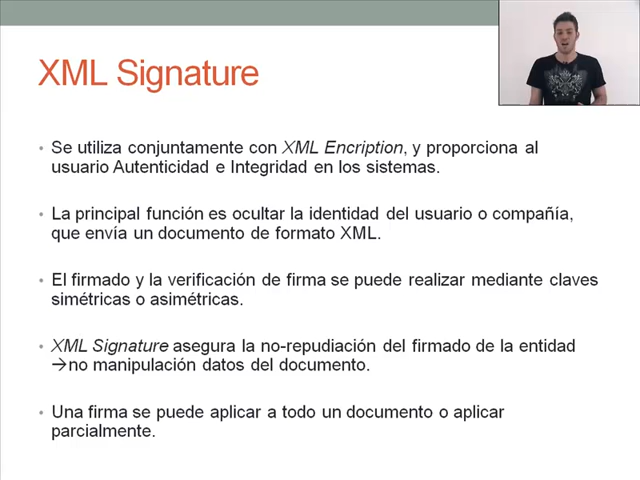 XML Signature
• Se utiliza conjuntamente con XML Encription, y proporciona al
usuario Autenticidad e Integridad en los sistemas.
• La principal función es ocultar la identidad del usuario o compañía,
que envía un documento de formato XML.
• El firmado y la verificación de firma se puede realizar mediante claves
simétricas o asimétricas.
• XML Signature asegura la no-repudiación del firmado de la entidad
→no manipulación datos del documento.
• Una firma se puede aplicar a todo un documento o aplicar
parcialmente.